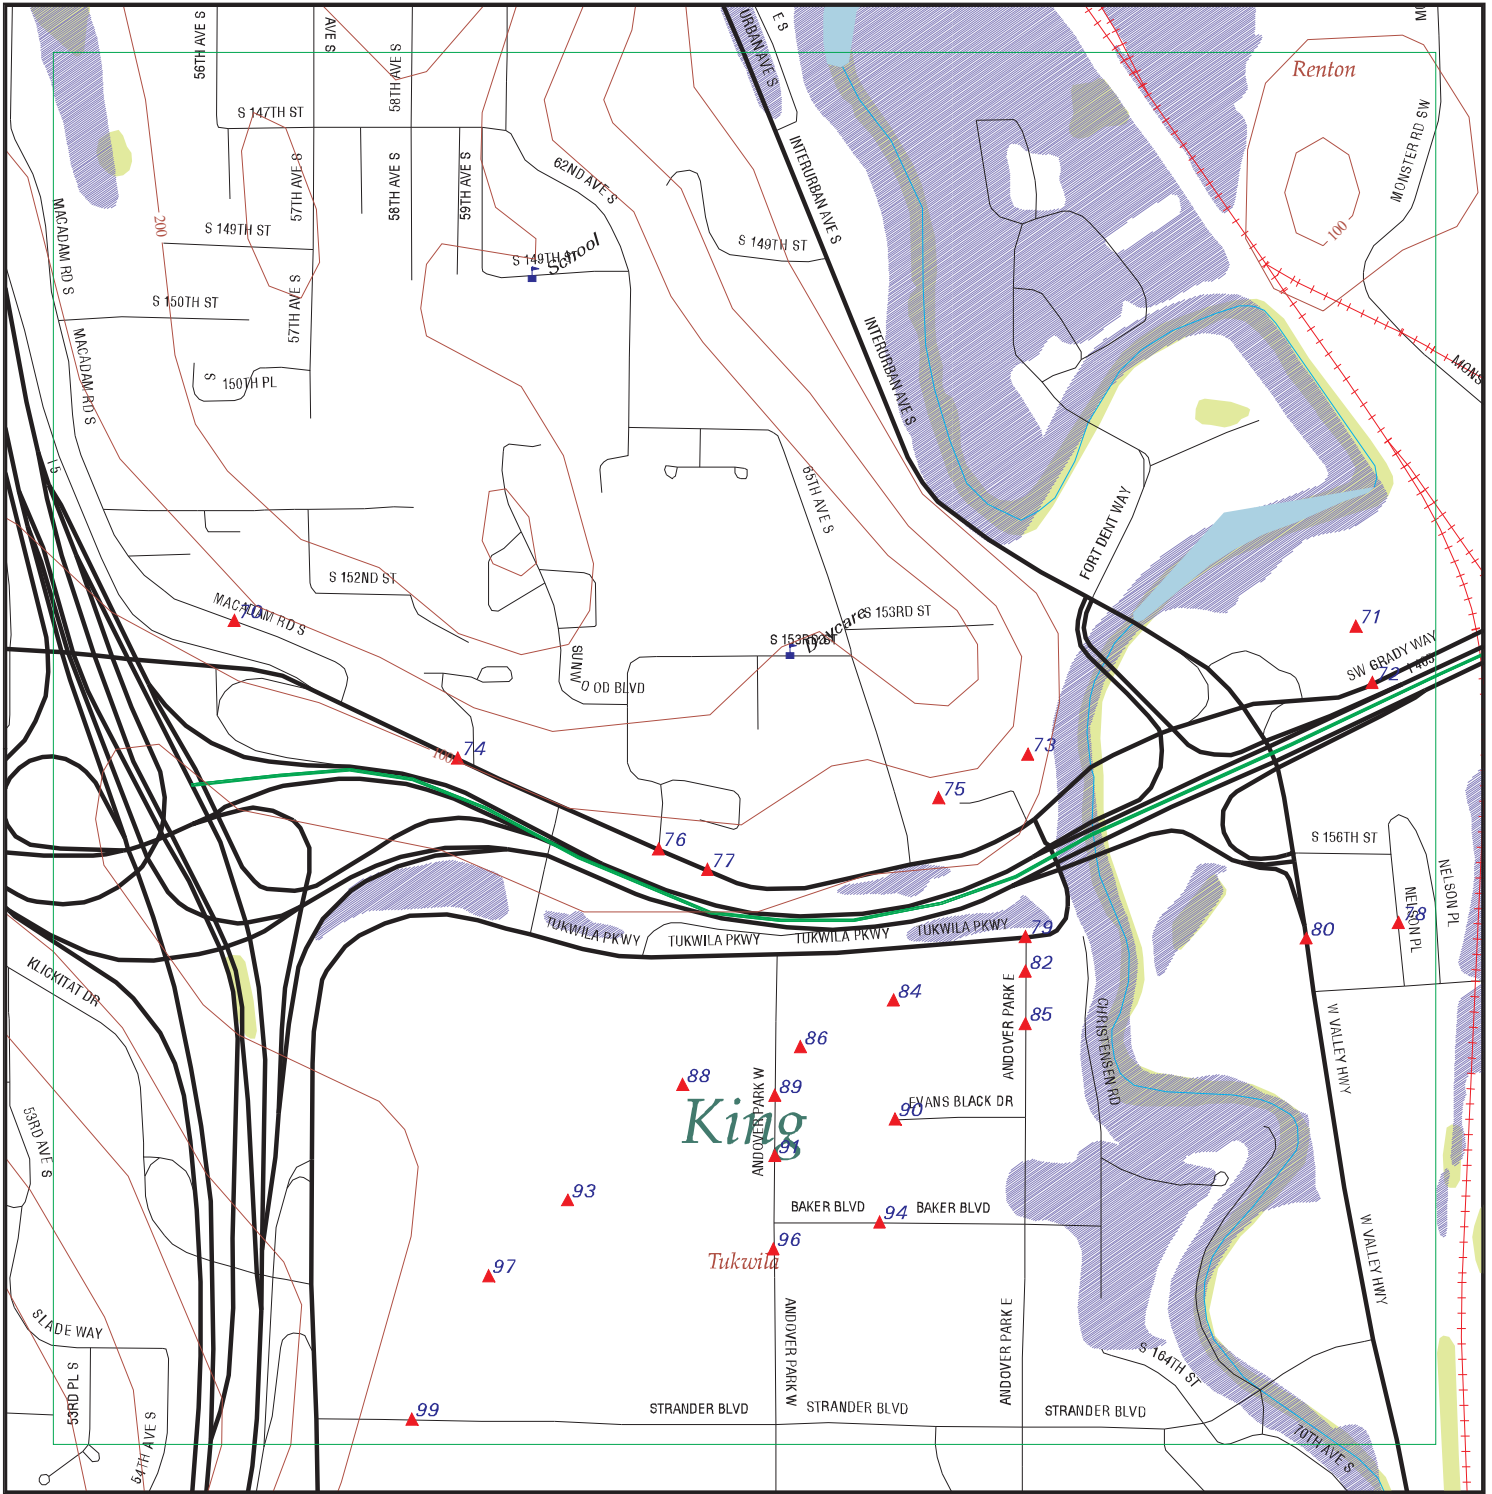 56TH AVE S
AVE S
58TH AVE S
URBAN AVE S
E S
Renton
S 147TH ST
MONSTER RD SW
57TH AVE S
58TH AVE S
59TH AVE S
62ND AVE S
INTERURBAN AVE S
MACADAM RD S
200
S 149TH ST
S 149TH ST
School
S 149TH ST
100
S 150TH ST
57TH AVE S
MACADAM RD S
INTERURBAN AVE S
S 150TH PL
MONS
I 5
65TH AVE S
FORT DENT WAY
S 152ND ST
MACADAM RD S
70
S 153RD ST
Daycare
S 153RD ST
71
SW GRADY WAY
I 405
72
SUNWOOD BLVD
74
100
73
75
76
77
S 156TH ST
NELSON PL
NELSON PL
78
TUKWILA PKWY
TUKWILA PKWY
TUKWILA PKWY
TUKWILA PKWY
79
80
82
KLICKITAT DR
84
ANDOVER PARK E
85
CHRISTENSEN RD
W VALLEY HWY
86
88
89
King
ANDOVER PARK W
90
EVANS BLACK DR
53RD AVE S
91
93
BAKER BLVD
94
BAKER BLVD
96
Tukwila
97
W VALLEY HWY
SLADE WAY
ANDOVER PARK W
ANDOVER PARK E
S 164TH ST
53RD PL S
54TH AVE S
99
STRANDER BLVD
STRANDER BLVD
STRANDER BLVD
70TH AVE S